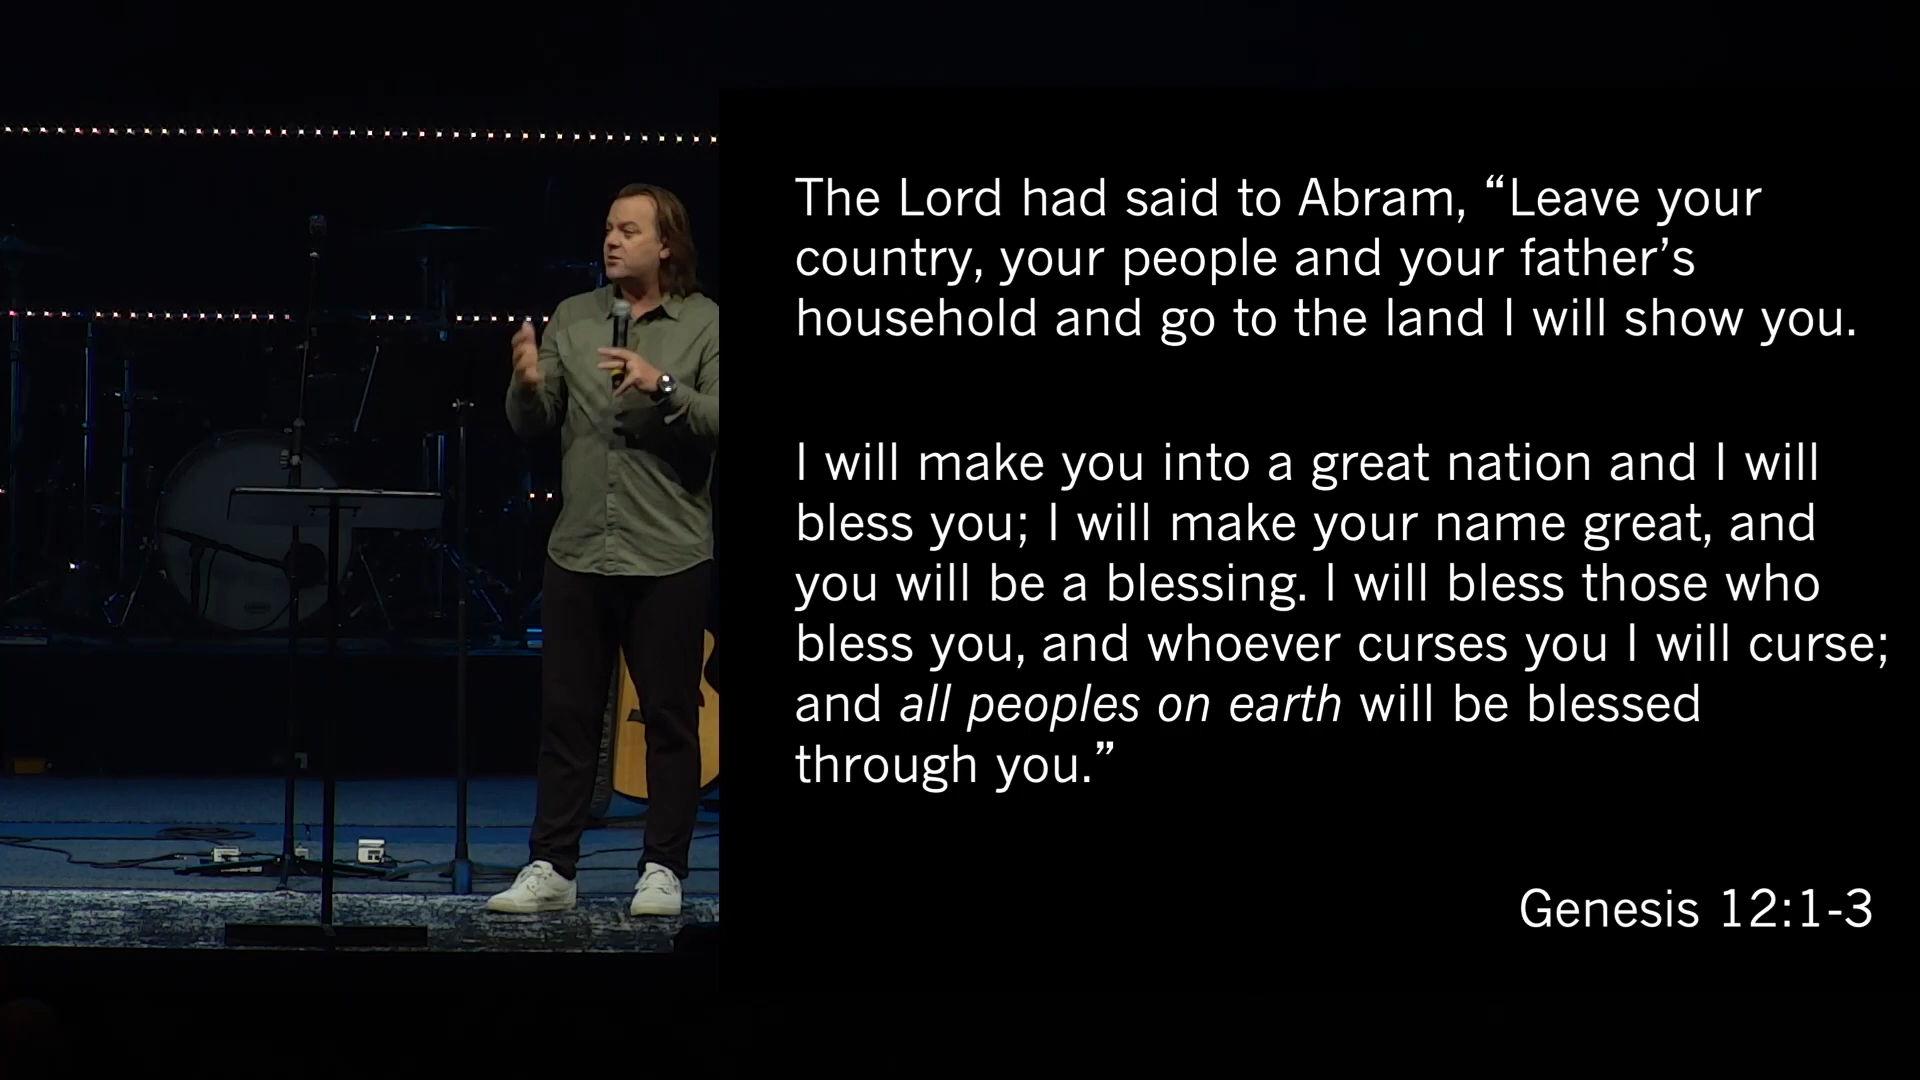 The Lord had said to Abram, “Leave your
country, your people and your father’s
household and go to the land I will show you.
I will make you into a great nation and I will
bless you; I will make your name great, and
you will be a blessing. I will bless those who
bless you, and whoever curses you I will curse;
and all peoples on earth will be blessed
through you.”
Genesis 12:1-3